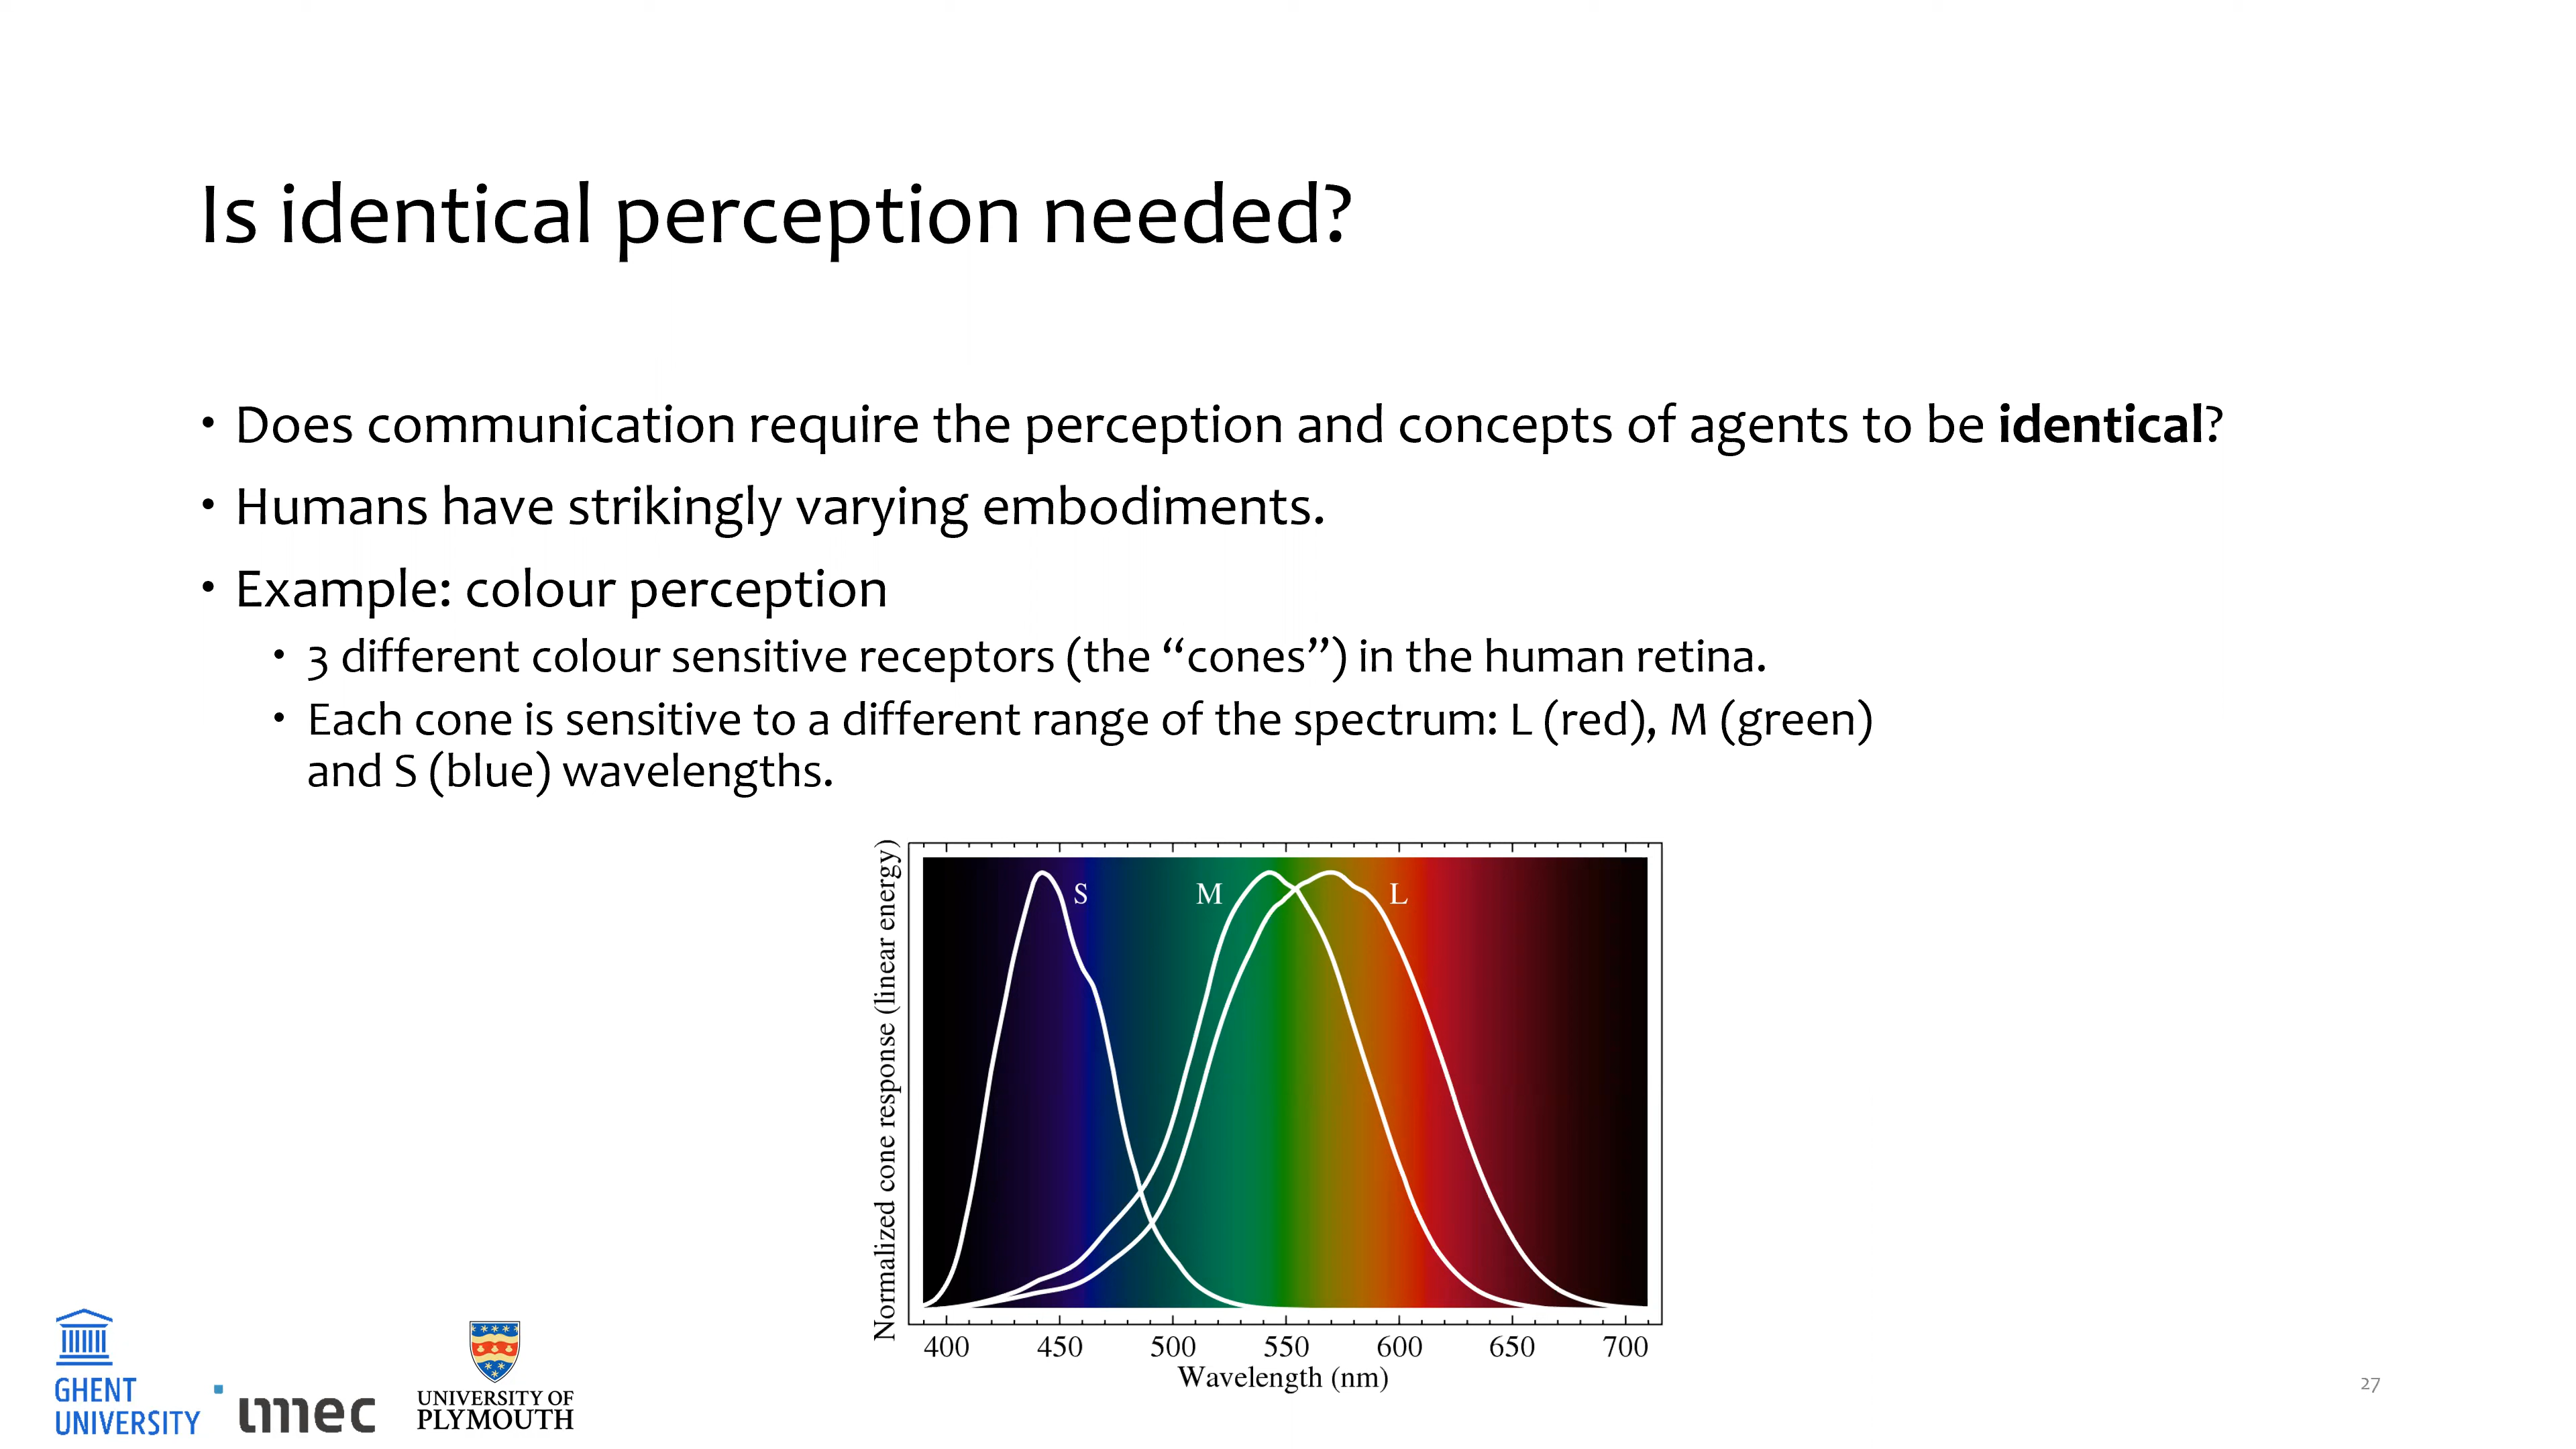 Is identical perception needed?
• Does communication require the perception and concepts of agents to be identical?
• Humans have strikingly varying embodiments.
• Example: colour perception
• 3 different colour sensitive receptors (the “cones”) in the human retina.
• Each cone is sensitive to a different range of the spectrum: L (red), M (green)
and S (blue) wavelengths.
Normalized cone response (linear energy)
S
M
L
400 450 500 550 600 650 700
Wavelength (nm)
GHENT
UNIVERSITY
imec
UNIVERSITY OF
PLYMOUTH
27